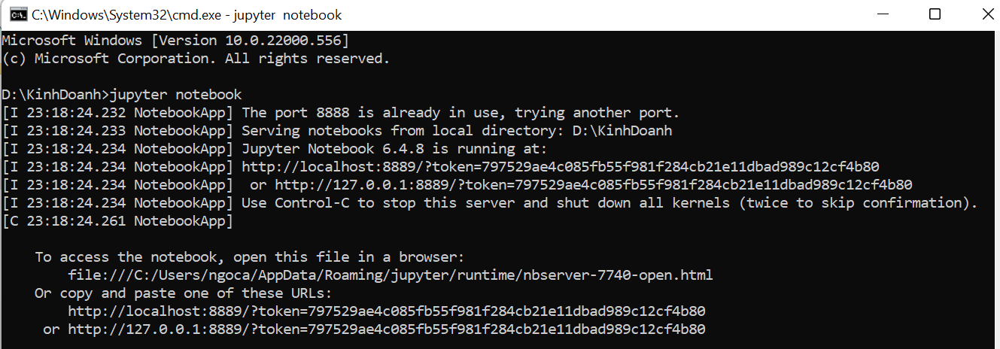 C:\Windows\System32\cmd.exe - jupyter  notebook
Microsoft Windows [Version 10.0.22000.556]
(c) Microsoft Corporation. All rights reserved.
D:\KinhDoanh>jupyter notebook
[I 23:18:24.232 NotebookApp] The port 8888 is already in use, trying another port.
[I 23:18:24.233 NotebookApp] Serving notebooks from local directory: D:\KinhDoanh
[I 23:18:24.234 NotebookApp] Jupyter Notebook 6.4.8 is running at:
[I 23:18:24.234 NotebookApp] http://localhost:8889/?token=797529ae4c085fb55f981f284cb21e11dbad989c12cf4b80
[I 23:18:24.234 NotebookApp]  or http://127.0.0.1:8889/?token=797529ae4c085fb55f981f284cb21e11dbad989c12cf4b80
[I 23:18:24.234 NotebookApp] Use Control-C to stop this server and shut down all kernels (twice to skip confirmation).
[C 23:18:24.261 NotebookApp]
To access the notebook, open this file in a browser:
file:///C:/Users/ngoca/AppData/Roaming/jupyter/runtime/nbserver-7740-open.html
Or copy and paste one of these URLs:
http://localhost:8889/?token=797529ae4c085fb55f981f284cb21e11dbad989c12cf4b80
or http://127.0.0.1:8889/?token=797529ae4c085fb55f981f284cb21e11dbad989c12cf4b80